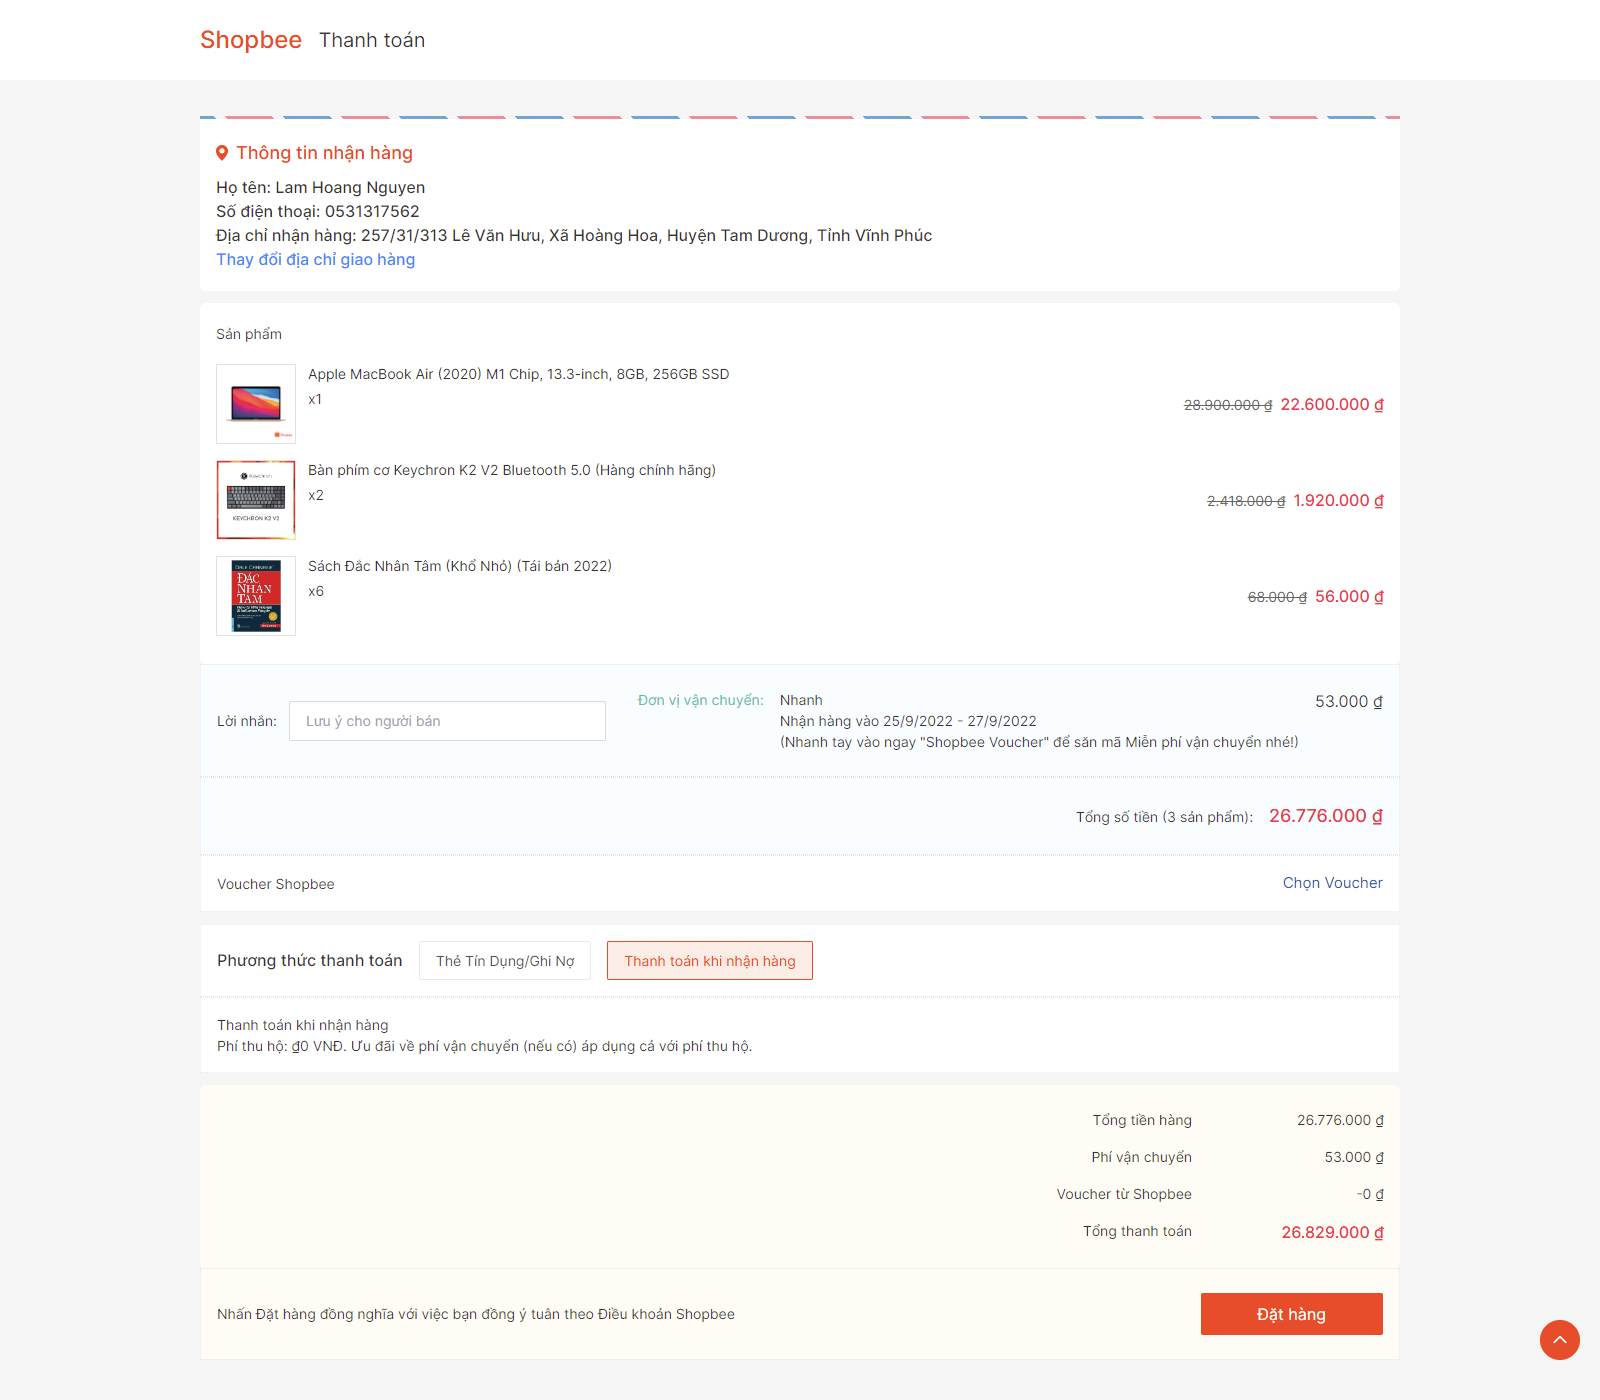 Shopbee Thanh toán
Thông tin nhận hàng
Họ tên: Lam Hoang Nguyen
Số điện thoại: 0531317562
Địa chỉ nhận hàng: 257/31/313 Lê Văn Hưu, Xã Hoàng Hoa, Huyện Tam Dương, Tỉnh Vĩnh Phúc
Thay đổi địa chỉ giao hàng
Sản phẩm
Apple MacBook Air (2020) M1 Chip, 13.3-inch, 8GB, 256GB SSD
x1
28.900.000 ₫ 22.600.000 ₫
KEYCHRON K2 V2
Bàn phím cơ Keychron K2 V2 Bluetooth 5.0 (Hàng chính hãng)
x2
2.418.000 ₫ 1.920.000 ₫
DALE CARNEGIE
ĐẮC
NHÂN
TÂM
Sách Đắc Nhân Tâm (Khổ Nhỏ) (Tái bản 2022)
x6
68.000 ₫ 56.000 ₫
Lời nhắn: Lưu ý cho người bán
Đơn vị vận chuyển: Nhanh 53.000 ₫
Nhận hàng vào 25/9/2022 - 27/9/2022
(Nhanh tay vào ngay "Shopbee Voucher" để săn mã Miễn phí vận chuyển nhé!)
Tổng số tiền (3 sản phẩm): 26.776.000 ₫
Voucher Shopbee Chọn Voucher
Phương thức thanh toán Thẻ Tín Dụng/Ghi Nợ Thanh toán khi nhận hàng
Thanh toán khi nhận hàng
Phí thu hộ: ₫0 VNĐ. Ưu đãi về phí vận chuyển (nếu có) áp dụng cả với phí thu hộ.
Tổng tiền hàng 26.776.000 ₫
Phí vận chuyển 53.000 ₫
Voucher từ Shopbee -0 ₫
Tổng thanh toán 26.829.000 ₫
Nhấn Đặt hàng đồng nghĩa với việc bạn đồng ý tuân theo Điều khoản Shopbee Đặt hàng